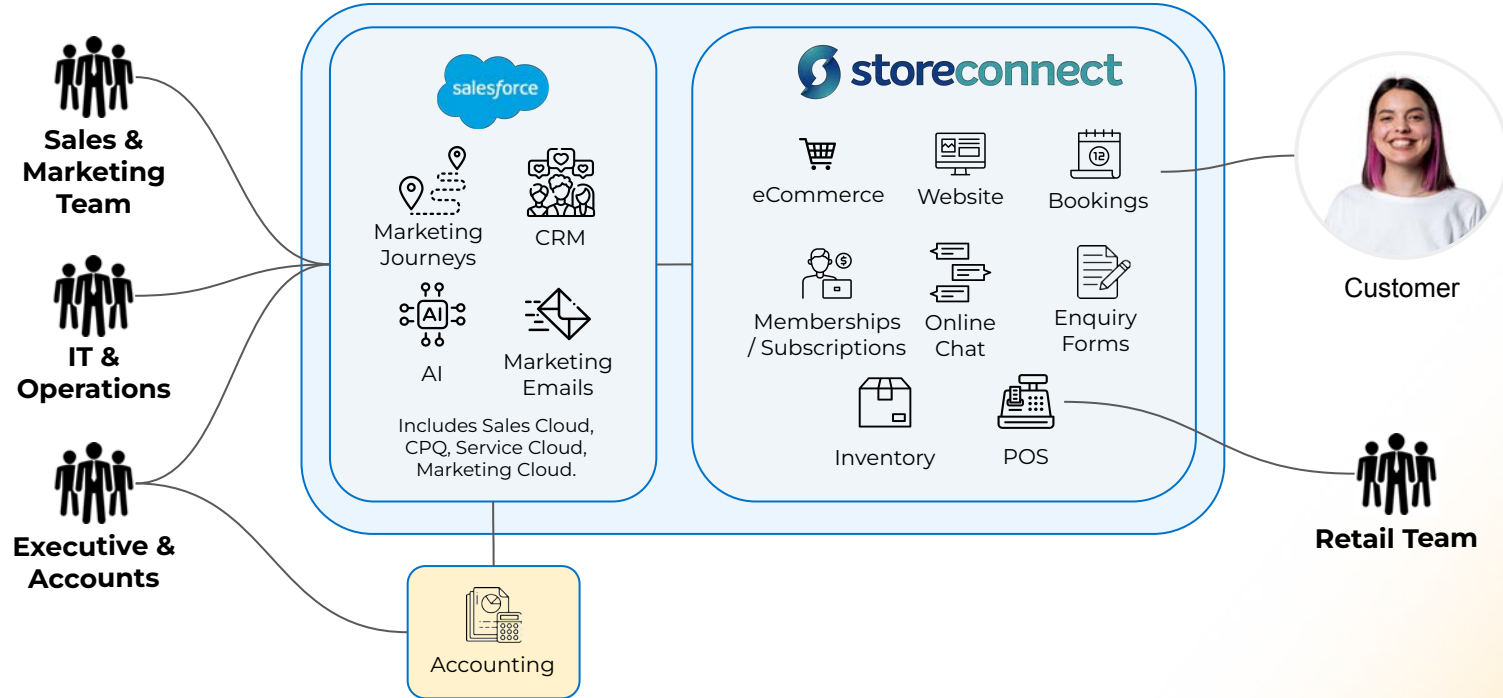 Sales &
Marketing
Team
IT &
Operations
Executive &
Accounts
salesforce
Marketing
Journeys
CRM
AI
AI
Marketing
Emails
Includes Sales Cloud,
CPQ, Service Cloud,
Marketing Cloud.
storeconnect
eCommerce
Website
12
Bookings
$
Memberships
/ Subscriptions
Online
Chat
Enquiry
Forms
Inventory
POS
Accounting
Customer
Retail Team